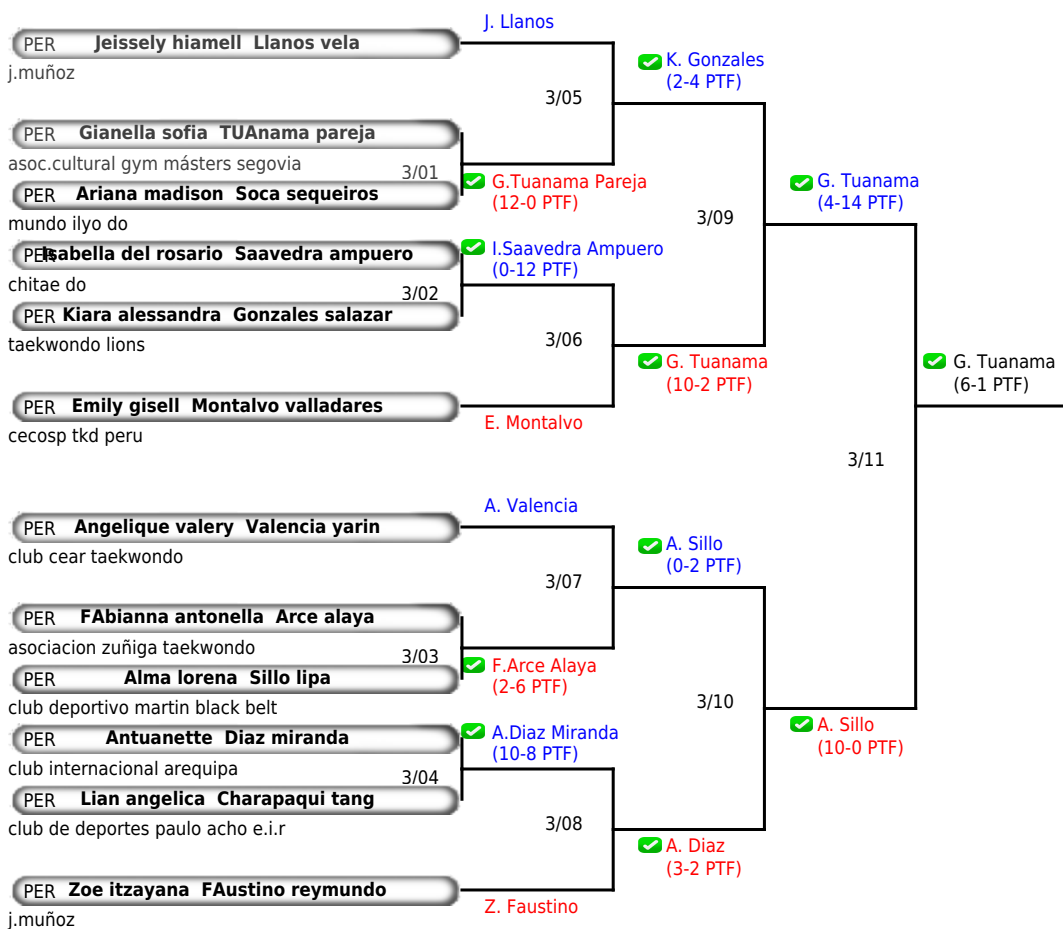 J. Llanos
PER Jeissely hiamell Llanos vela
j.muñoz
K. Gonzales
(2-4 PTF)
3/05
PER Gianella sofia TUAnama pareja
asoc.cultural gym másters segovia
3/01
G.Tuanama Pareja
(12-0 PTF)
G. Tuanama
(4-14 PTF)
PER Ariana madison Soca sequeiros
mundo ilyo do
3/09
PER Isabella del rosario Saavedra ampuero
chitae do
I.Saavedra Ampuero
(0-12 PTF)
3/02
PER Kiara alessandra Gonzales salazar
taekwondo lions
3/06
G. Tuanama
(10-2 PTF)
G. Tuanama
(6-1 PTF)
PER Emily gisell Montalvo valladares
cecosp tkd peru
E. Montalvo
3/11
A. Valencia
PER Angelique valery Valencia yarin
club cear taekwondo
A. Sillo
(0-2 PTF)
3/07
PER FAbianna antonella Arce alaya
asociacion zuñiga taekwondo
3/03
F.Arce Alaya
(2-6 PTF)
PER Alma lorena Sillo lipa
club deportivo martin black belt
3/10
A. Sillo
(10-0 PTF)
PER Antuanette Diaz miranda
club internacional arequipa
A.Diaz Miranda
(10-8 PTF)
3/04
PER Lian angelica Charapaqui tang
club de deportes paulo acho e.i.r
3/08
A. Diaz
(3-2 PTF)
PER Zoe itzayana FAustino reymundo
j.muñoz
Z. Faustino